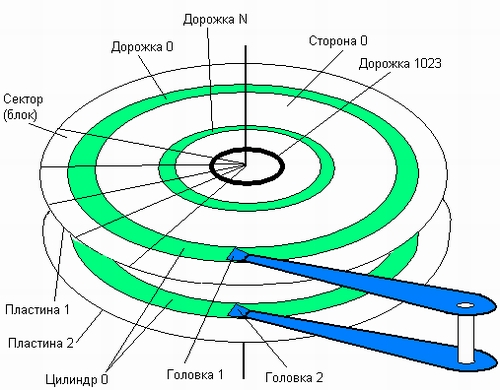 Дорожка N
Дорожка 0
Сторона 0
Дорожка 1023
Сектор
(блок)
Пластина 1
Пластина 2
Цилиндр 0
Головка 1
Головка 2